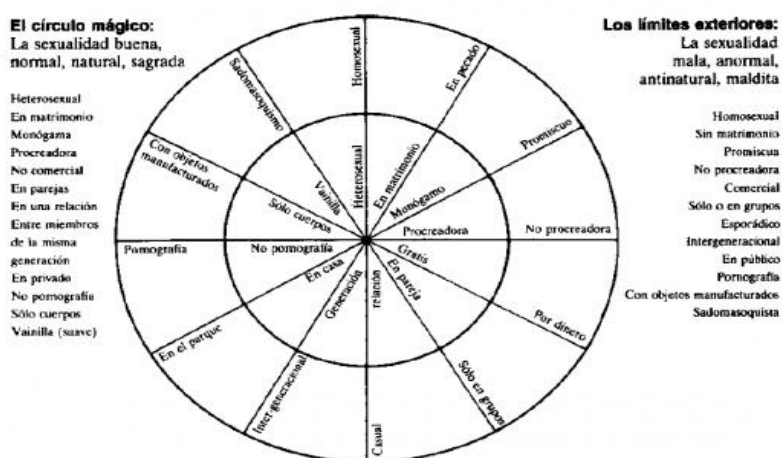 El círculo mágico:
La sexualidad buena,
normal, natural, sagrada
Heterosexual
En matrimonio
Monógama
Procreadora
No comercial
En parejas
En una relación
Entre miembros
de la misma
generación
En privado
No pornografía
Sólo cuerpos
Vainilla (suave)
Homosexual
En pecado
Promiscuo
No procreadora
Por dinero
Sólo en grupos
Casual
Inter-generacional
En el parque
Pornografía
Con objetos
manufacturados
Sadomasoquismo
Heterosexual
En matrimonio
Monógamo
Procreadora
Gratis
En pareja
relación
Generación
En casa
No pornografía
Sólo cuerpos
Vainilla
Los límites exteriores:
La sexualidad
mala, anormal,
antinatural, maldita
Homosexual
Sin matrimonio
Promiscua
No procreadora
Comercial
Sólo o en grupos
Esporádico
Intergeneracional
En público
Pornografía
Con objetos manufacturados
Sadomasoquista